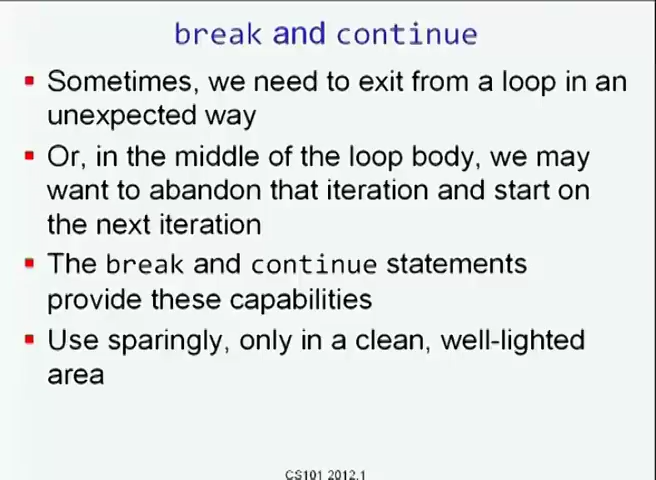 break and continue
Sometimes, we need to exit from a loop in an
unexpected way
Or, in the middle of the loop body, we may
want to abandon that iteration and start on
the next iteration
The break and continue statements
provide these capabilities
Use sparingly, only in a clean, well-lighted
area
CS101 2012.1